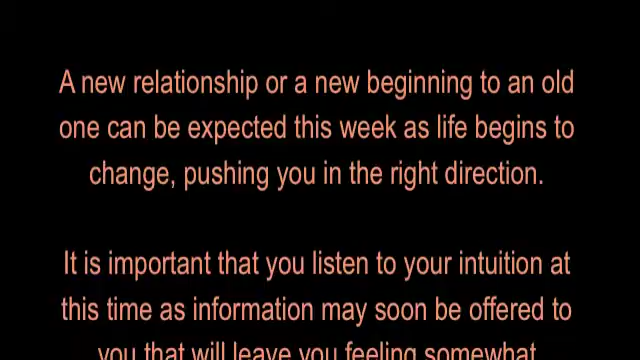 A new relationship or a new beginning to an old
one can be expected this week as life begins to
change, pushing you in the right direction.
It is important that you listen to your intuition at
this time as information may soon be offered to
you that will leave you feeling somewhat